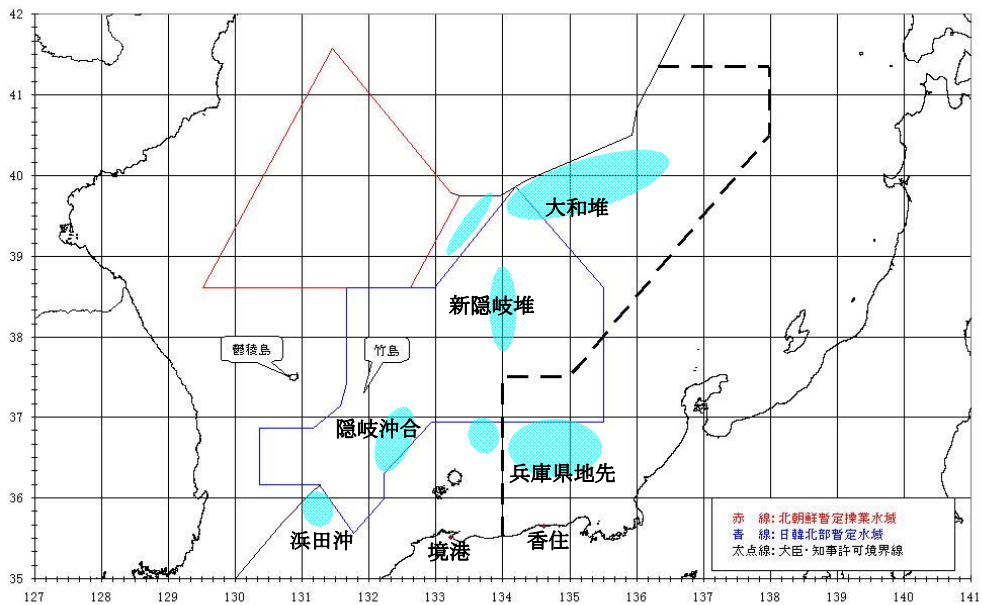 42
41
40
39
38
37
36
35
大和堆
新隠岐堆
鬱稜島
竹島
隠岐沖合
兵庫県地先
浜田沖
境港
香住
赤　線：北朝鮮暫定操業水域
青　線：日韓北部暫定水域
太点線：大臣・知事許可境界線
127 128 129 130 131 132 133 134 135 136 137 138 139 140 141